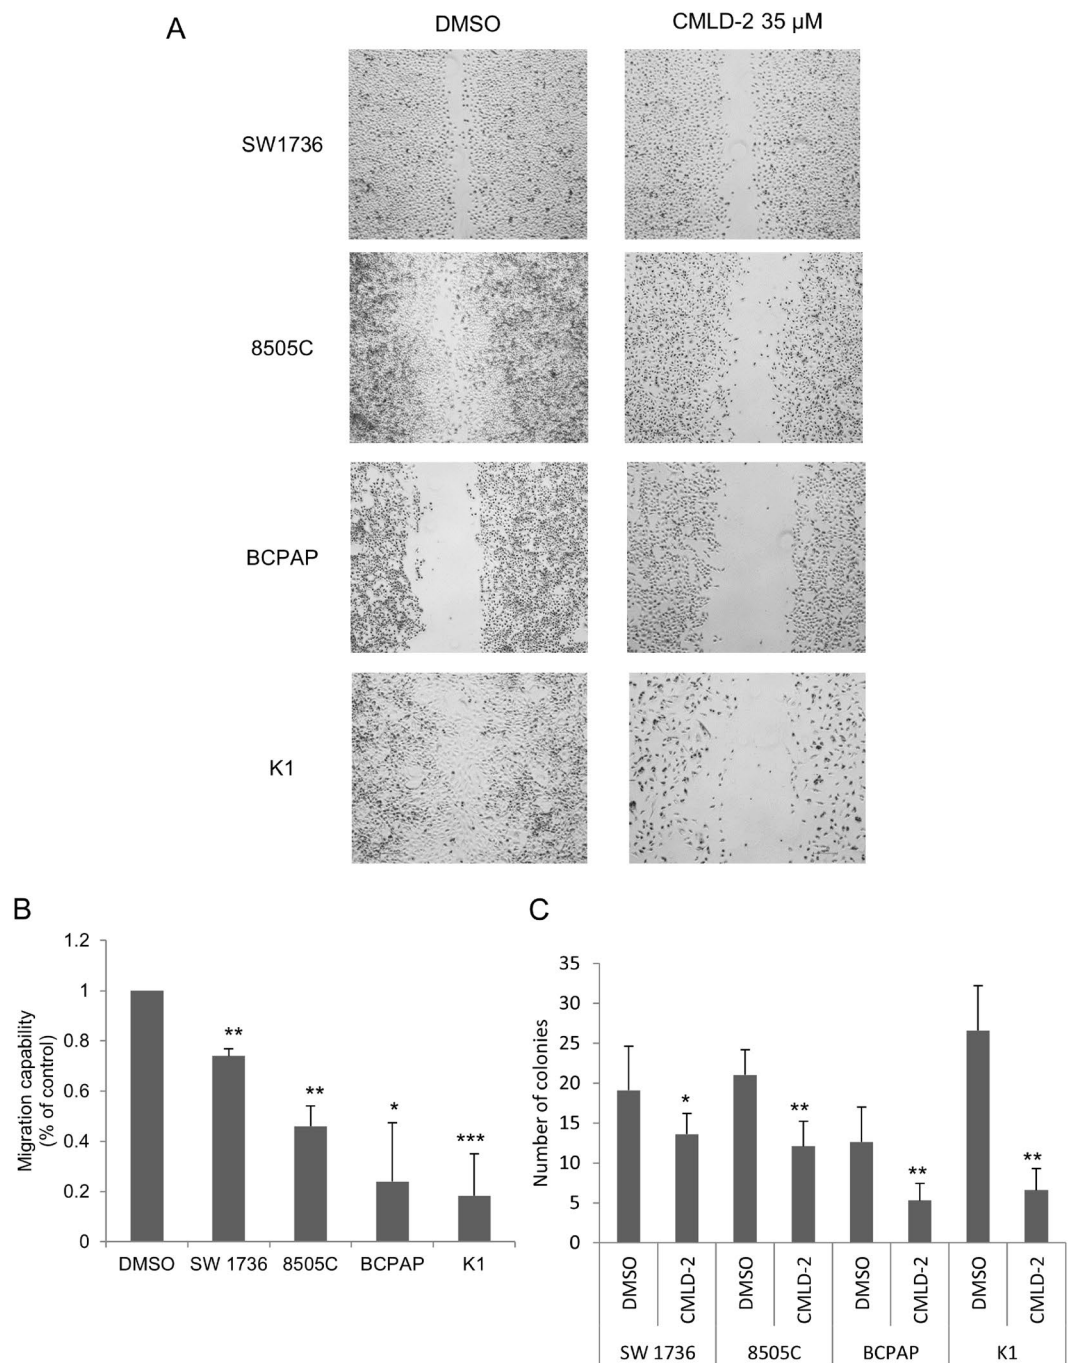 A
DMSO
CMLD-2 35 µM
SW1736
8505C
BCPAP
K1
B
Migration capability
(% of control)
1.2
1
0.8
0.6
0.4
0.2
0
**
**
*
***
DMSO
SW 1736
8505C
BCPAP
K1
C
Number of colonies
35
30
25
20
15
10
5
0
*
**
**
**
DMSO
CMLD-2
DMSO
CMLD-2
DMSO
CMLD-2
DMSO
CMLD-2
SW 1736
8505C
BCPAP
K1